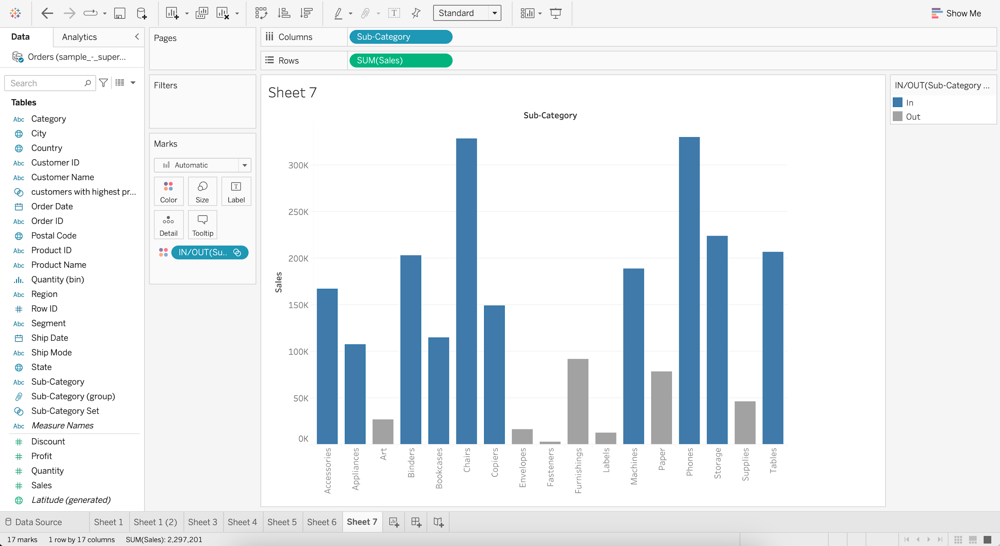 Standard
Show Me
Data
Analytics
Orders (sample_-_super...
Search
Tables
Abc Category
City
Country
Abc Customer ID
Abc Customer Name
customers with highest pr...
Order Date
Abc Order ID
Postal Code
Abc Product ID
Abc Product Name
Quantity (bin)
Abc Region
Row ID
Abc Segment
Ship Date
Abc Ship Mode
State
Abc Sub-Category
Sub-Category (group)
Sub-Category Set
Abc Measure Names
Discount
Profit
Quantity
Sales
Latitude (generated)
Pages
Filters
Marks
Automatic
Color
Size
T
Label
Detail
Tooltip
IN/OUT(Su..
Columns
Sub-Category
Rows
SUM(Sales)
Sheet 7
Sub-Category
Sales
300K
250K
200K
150K
100K
50K
0K
Accessories
Appliances
Art
Binders
Bookcases
Chairs
Copiers
Envelopes
Fasteners
Furnishings
Labels
Machines
Paper
Phones
Storage
Supplies
Tables
IN/OUT(Sub-Category ...
In
Out
Data Source
Sheet 1
Sheet 1 (2)
Sheet 3
Sheet 4
Sheet 5
Sheet 6
Sheet 7
17 marks
1 row by 17 columns
SUM(Sales): 2,297,201